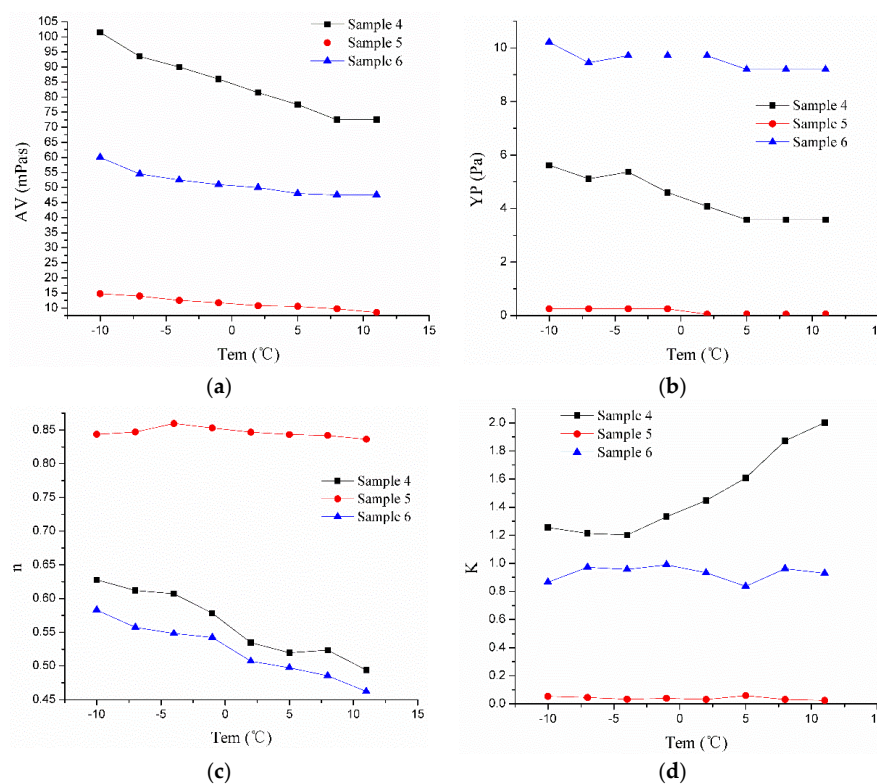 105
100
95
90
85
80
75
70
65
60
55
50
45
40
35
30
25
20
15
10
AV (mPas)
Sample 4
Sample 5
Sample 6
-10
-5
0
5
10
15
Tem (℃)
(a)
10
8
6
4
2
0
YP (Pa)
Sample 4
Sample 5
Sample 6
-10
-5
0
5
10
15
Tem (℃)
(b)
0.85
0.80
0.75
0.70
0.65
0.60
0.55
0.50
0.45
n
Sample 4
Sample 5
Sample 6
-10
-5
0
5
10
15
Tem (℃)
(c)
2.0
1.8
1.6
1.4
1.2
1.0
0.8
0.6
0.4
0.2
0.0
K
Sample 4
Sample 5
Sample 6
-10
-5
0
5
10
15
Tem (℃)
(d)